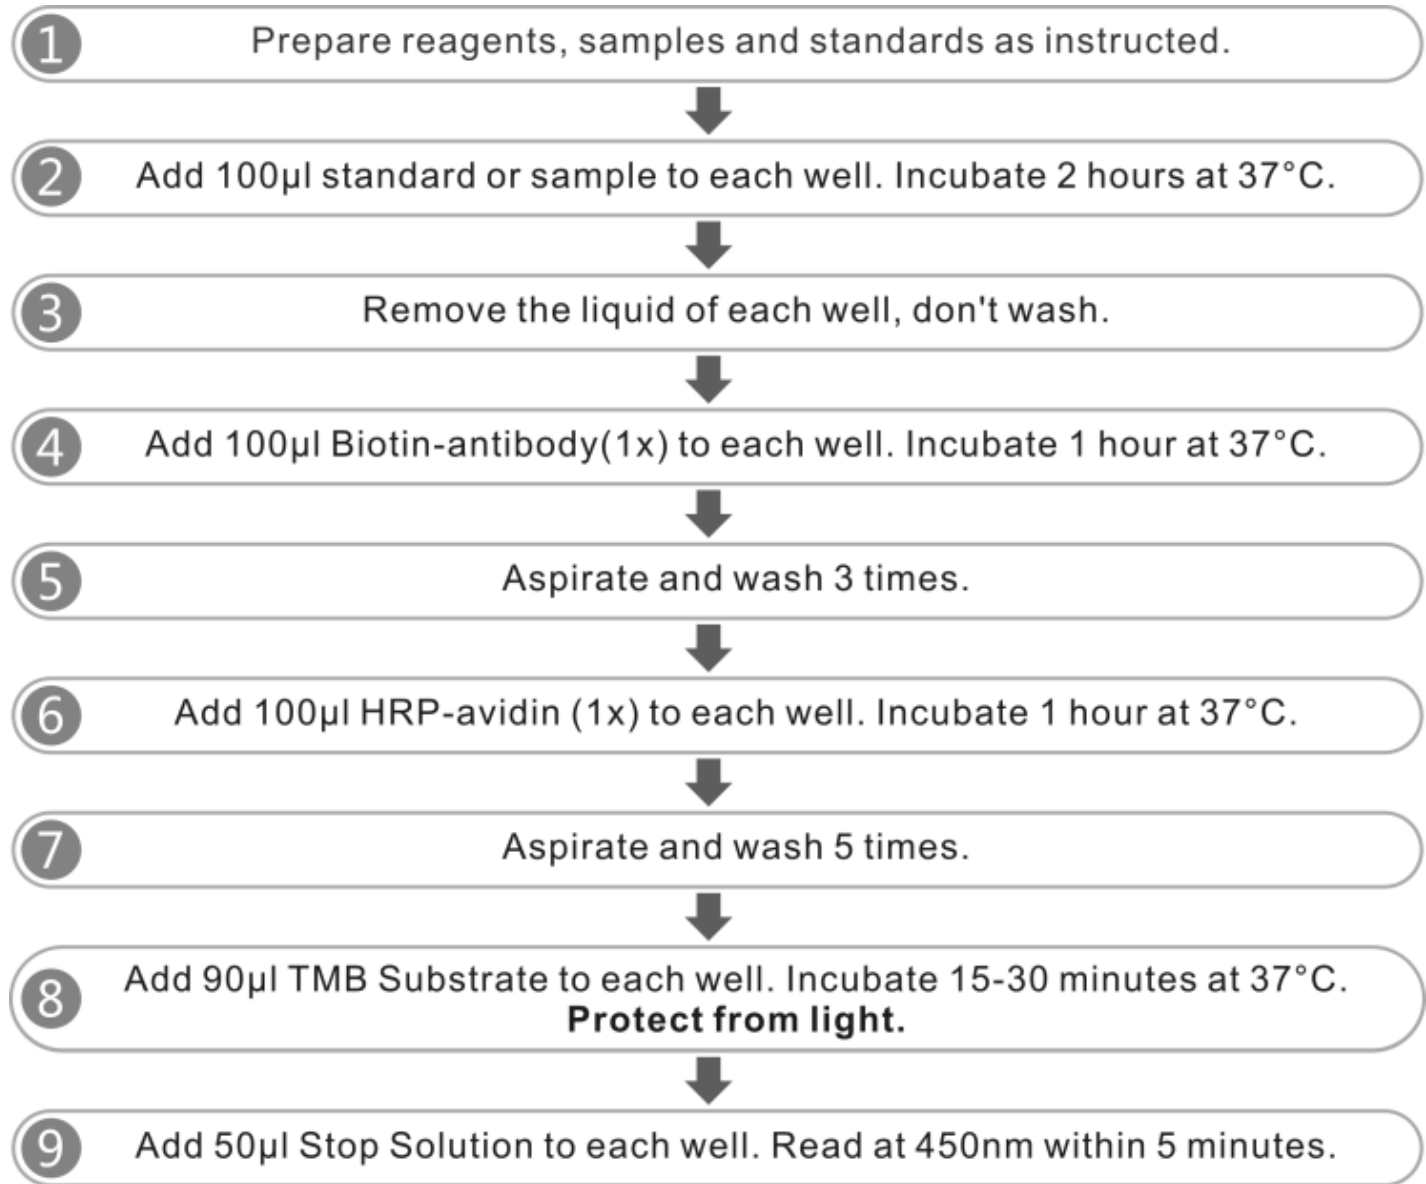 1 Prepare reagents, samples and standards as instructed.
2 Add 100μl standard or sample to each well. Incubate 2 hours at 37°C.
3 Remove the liquid of each well, don't wash.
4 Add 100μl Biotin-antibody(1x) to each well. Incubate 1 hour at 37°C.
5 Aspirate and wash 3 times.
6 Add 100μl HRP-avidin (1x) to each well. Incubate 1 hour at 37°C.
7 Aspirate and wash 5 times.
8 Add 90μl TMB Substrate to each well. Incubate 15-30 minutes at 37°C.
Protect from light.
9 Add 50μl Stop Solution to each well. Read at 450nm within 5 minutes.